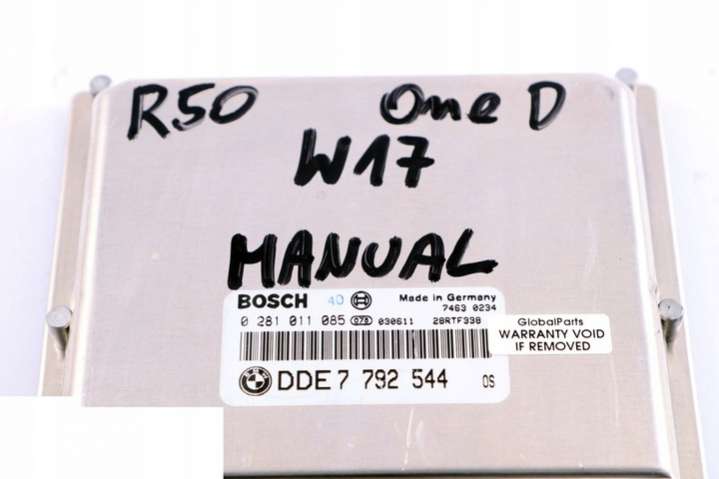 R50 One D
W17
MANUAL
BOSCH 40 Made in Germany
7463 0234
0 281 011 085 078 030611 28RTF338
DDE 7 792 544 OS
GlobalParts
WARRANTY VOID
IF REMOVED